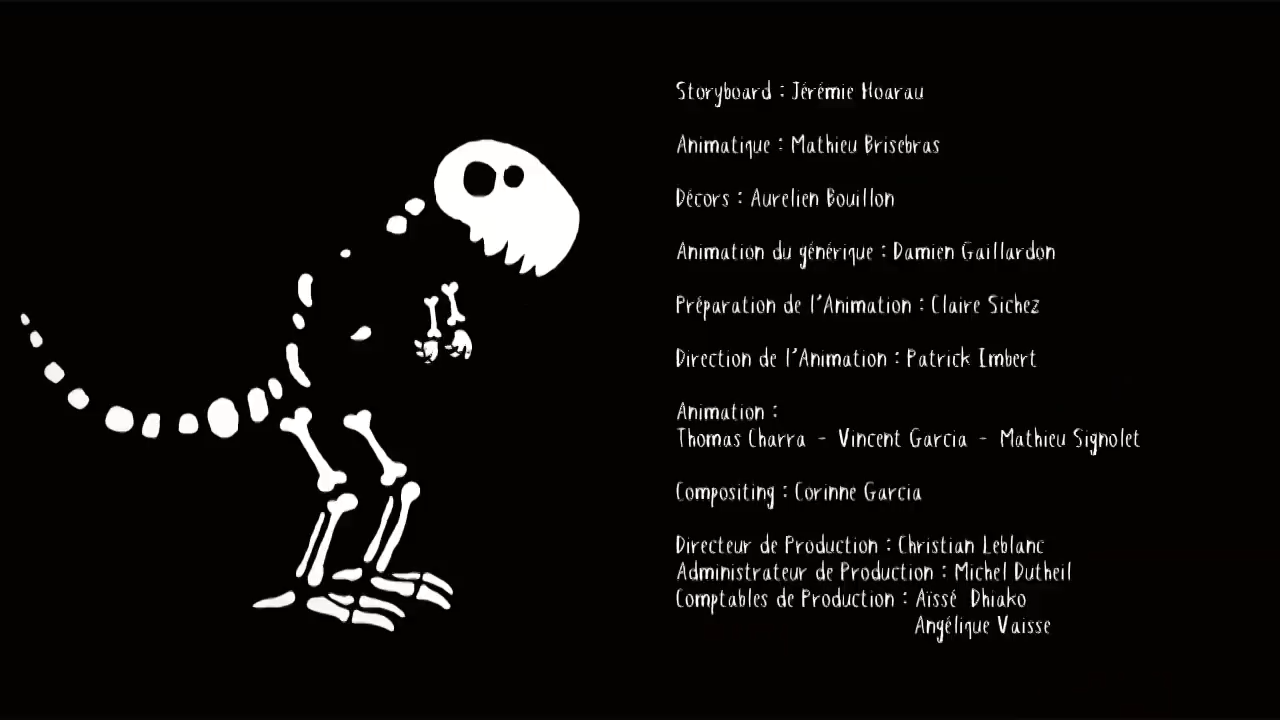 Storyboard : Jérémie Hoarau
Animatique : Mathieu Brisebras
Décors : Aurelien Bouillon
Animation du générique : Damien Gaillardon
Préparation de l'Animation : Claire Sichez
Direction de l'Animation : Patrick Imbert
Animation :
Thomas Charra - Vincent Garcia - Mathieu Signolet
Compositing : Corinne Garcia
Directeur de Production : Christian Leblanc
Administrateur de Production : Michel Dutheil
Comptables de Production : Aïssé Dhiako
Angélique Vaisse